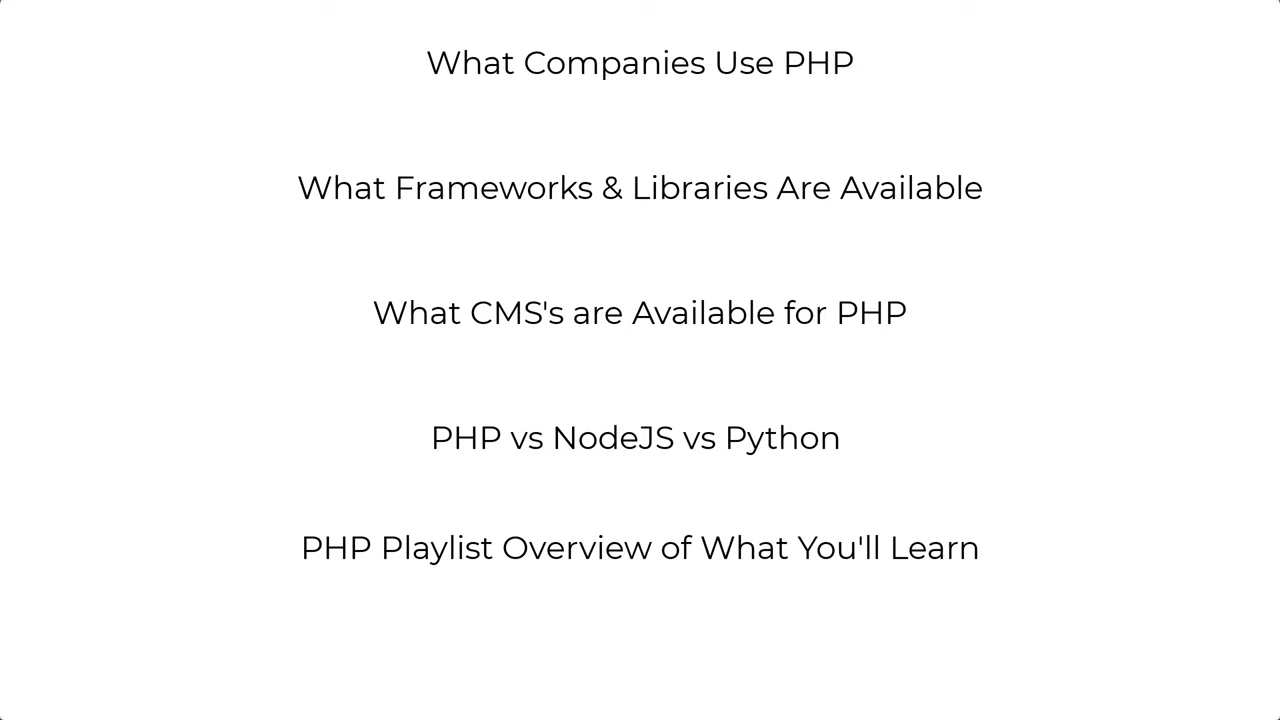 What Companies Use PHP
What Frameworks & Libraries Are Available
What CMS's are Available for PHP
PHP vs NodeJS vs Python
PHP Playlist Overview of What You'll Learn